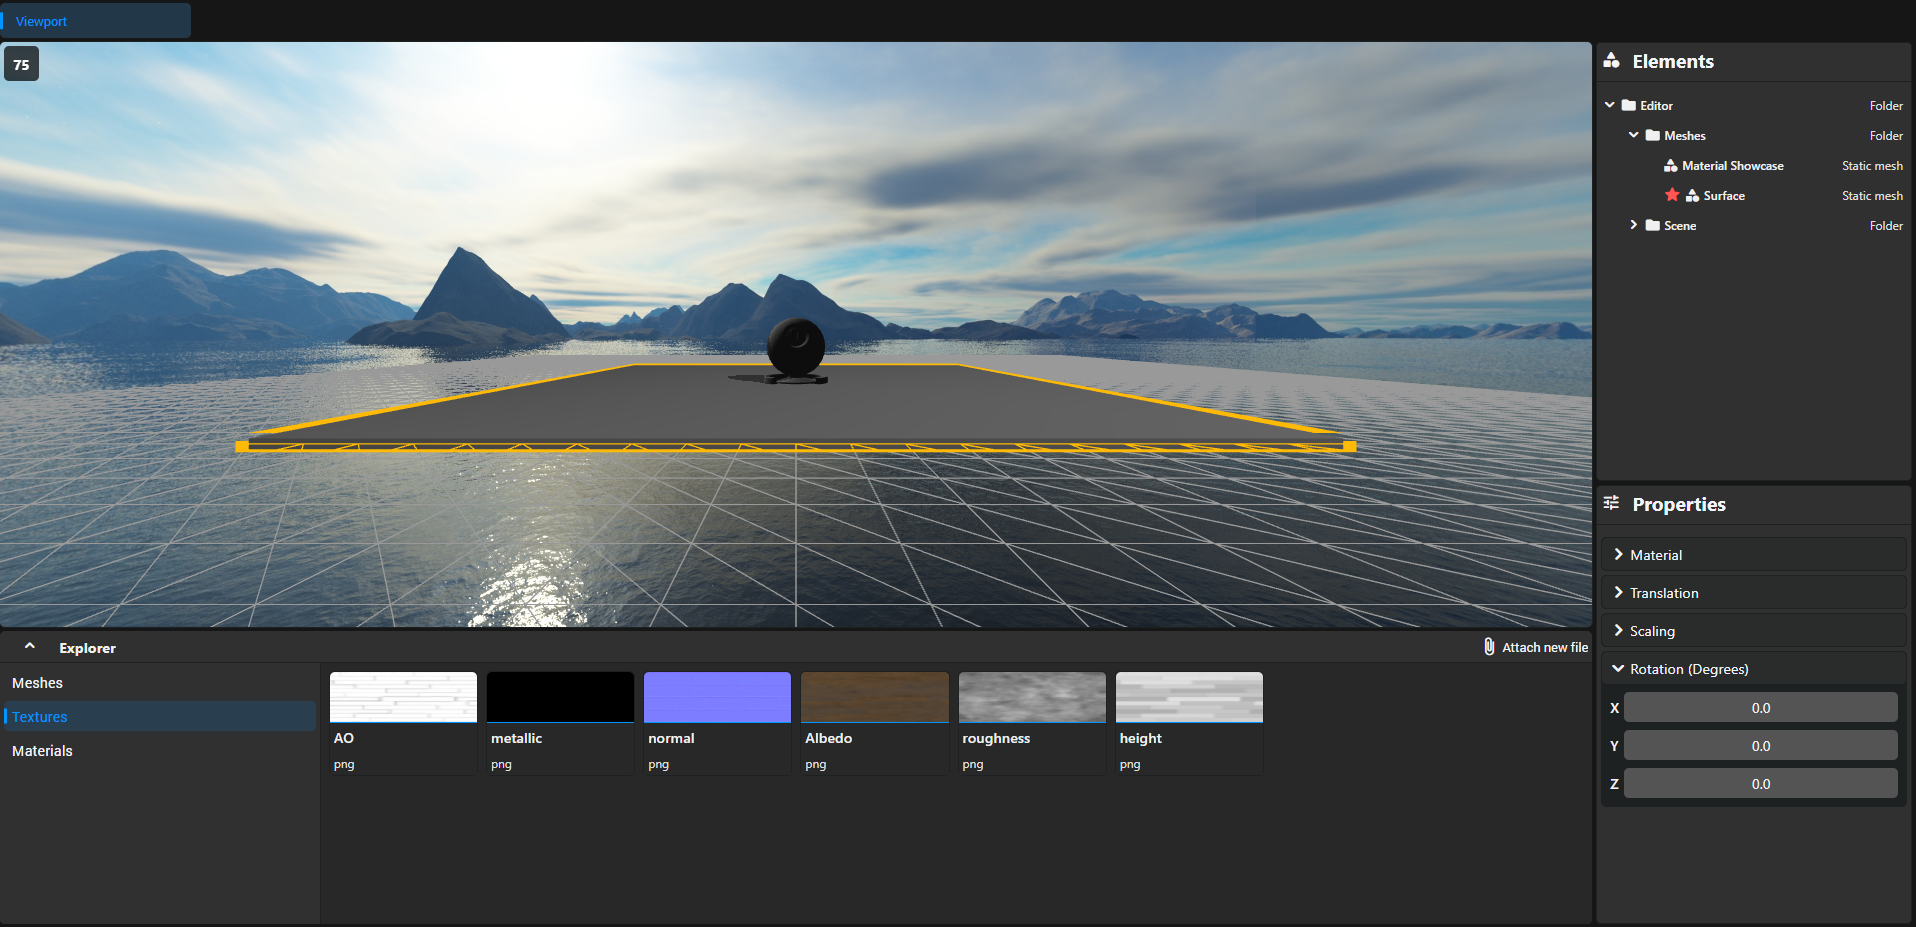 Viewport
75
Elements
Editor Folder
Meshes Folder
Material Showcase Static mesh
Surface Static mesh
Scene Folder
Properties
Material
Translation
Scaling
Rotation (Degrees)
X 0.0
Y 0.0
Z 0.0
Explorer
Attach new file
Meshes
Textures
Materials
AO
png
metallic
png
normal
png
Albedo
png
roughness
png
height
png